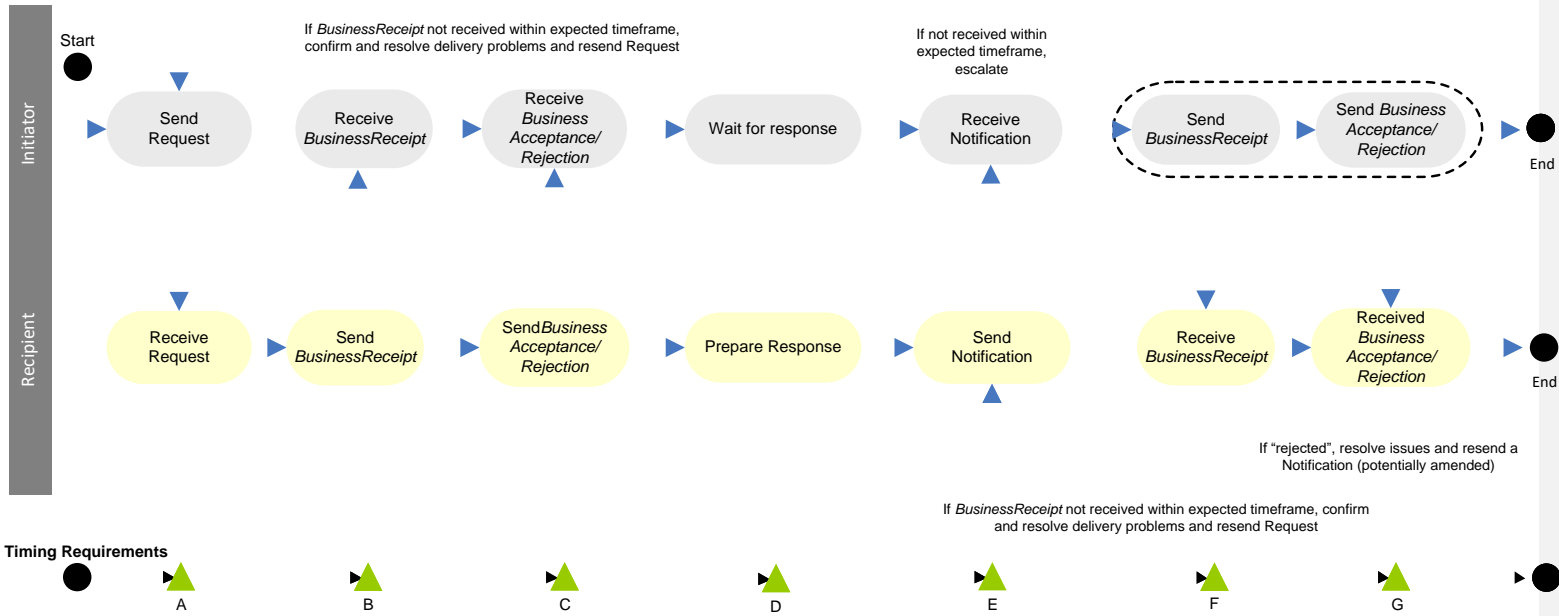 If BusinessReceipt not received within expected timeframe,
confirm and resolve delivery problems and resend Request
If not received within
expected timeframe,
escalate
Start
Initiator
Send
Request
Receive
BusinessReceipt
Receive
Business
Acceptance/
Rejection
Wait for response
Receive
Notification
Send
BusinessReceipt
Send Business
Acceptance/
Rejection
End
Recipient
Receive
Request
Send
BusinessReceipt
SendBusiness
Acceptance/
Rejection
Prepare Response
Send
Notification
Receive
BusinessReceipt
Received
Business
Acceptance/
Rejection
End
If “rejected”, resolve issues and resend a
Notification (potentially amended)
If BusinessReceipt not received within expected timeframe, confirm
and resolve delivery problems and resend Request
Timing Requirements
A
B
C
D
E
F
G